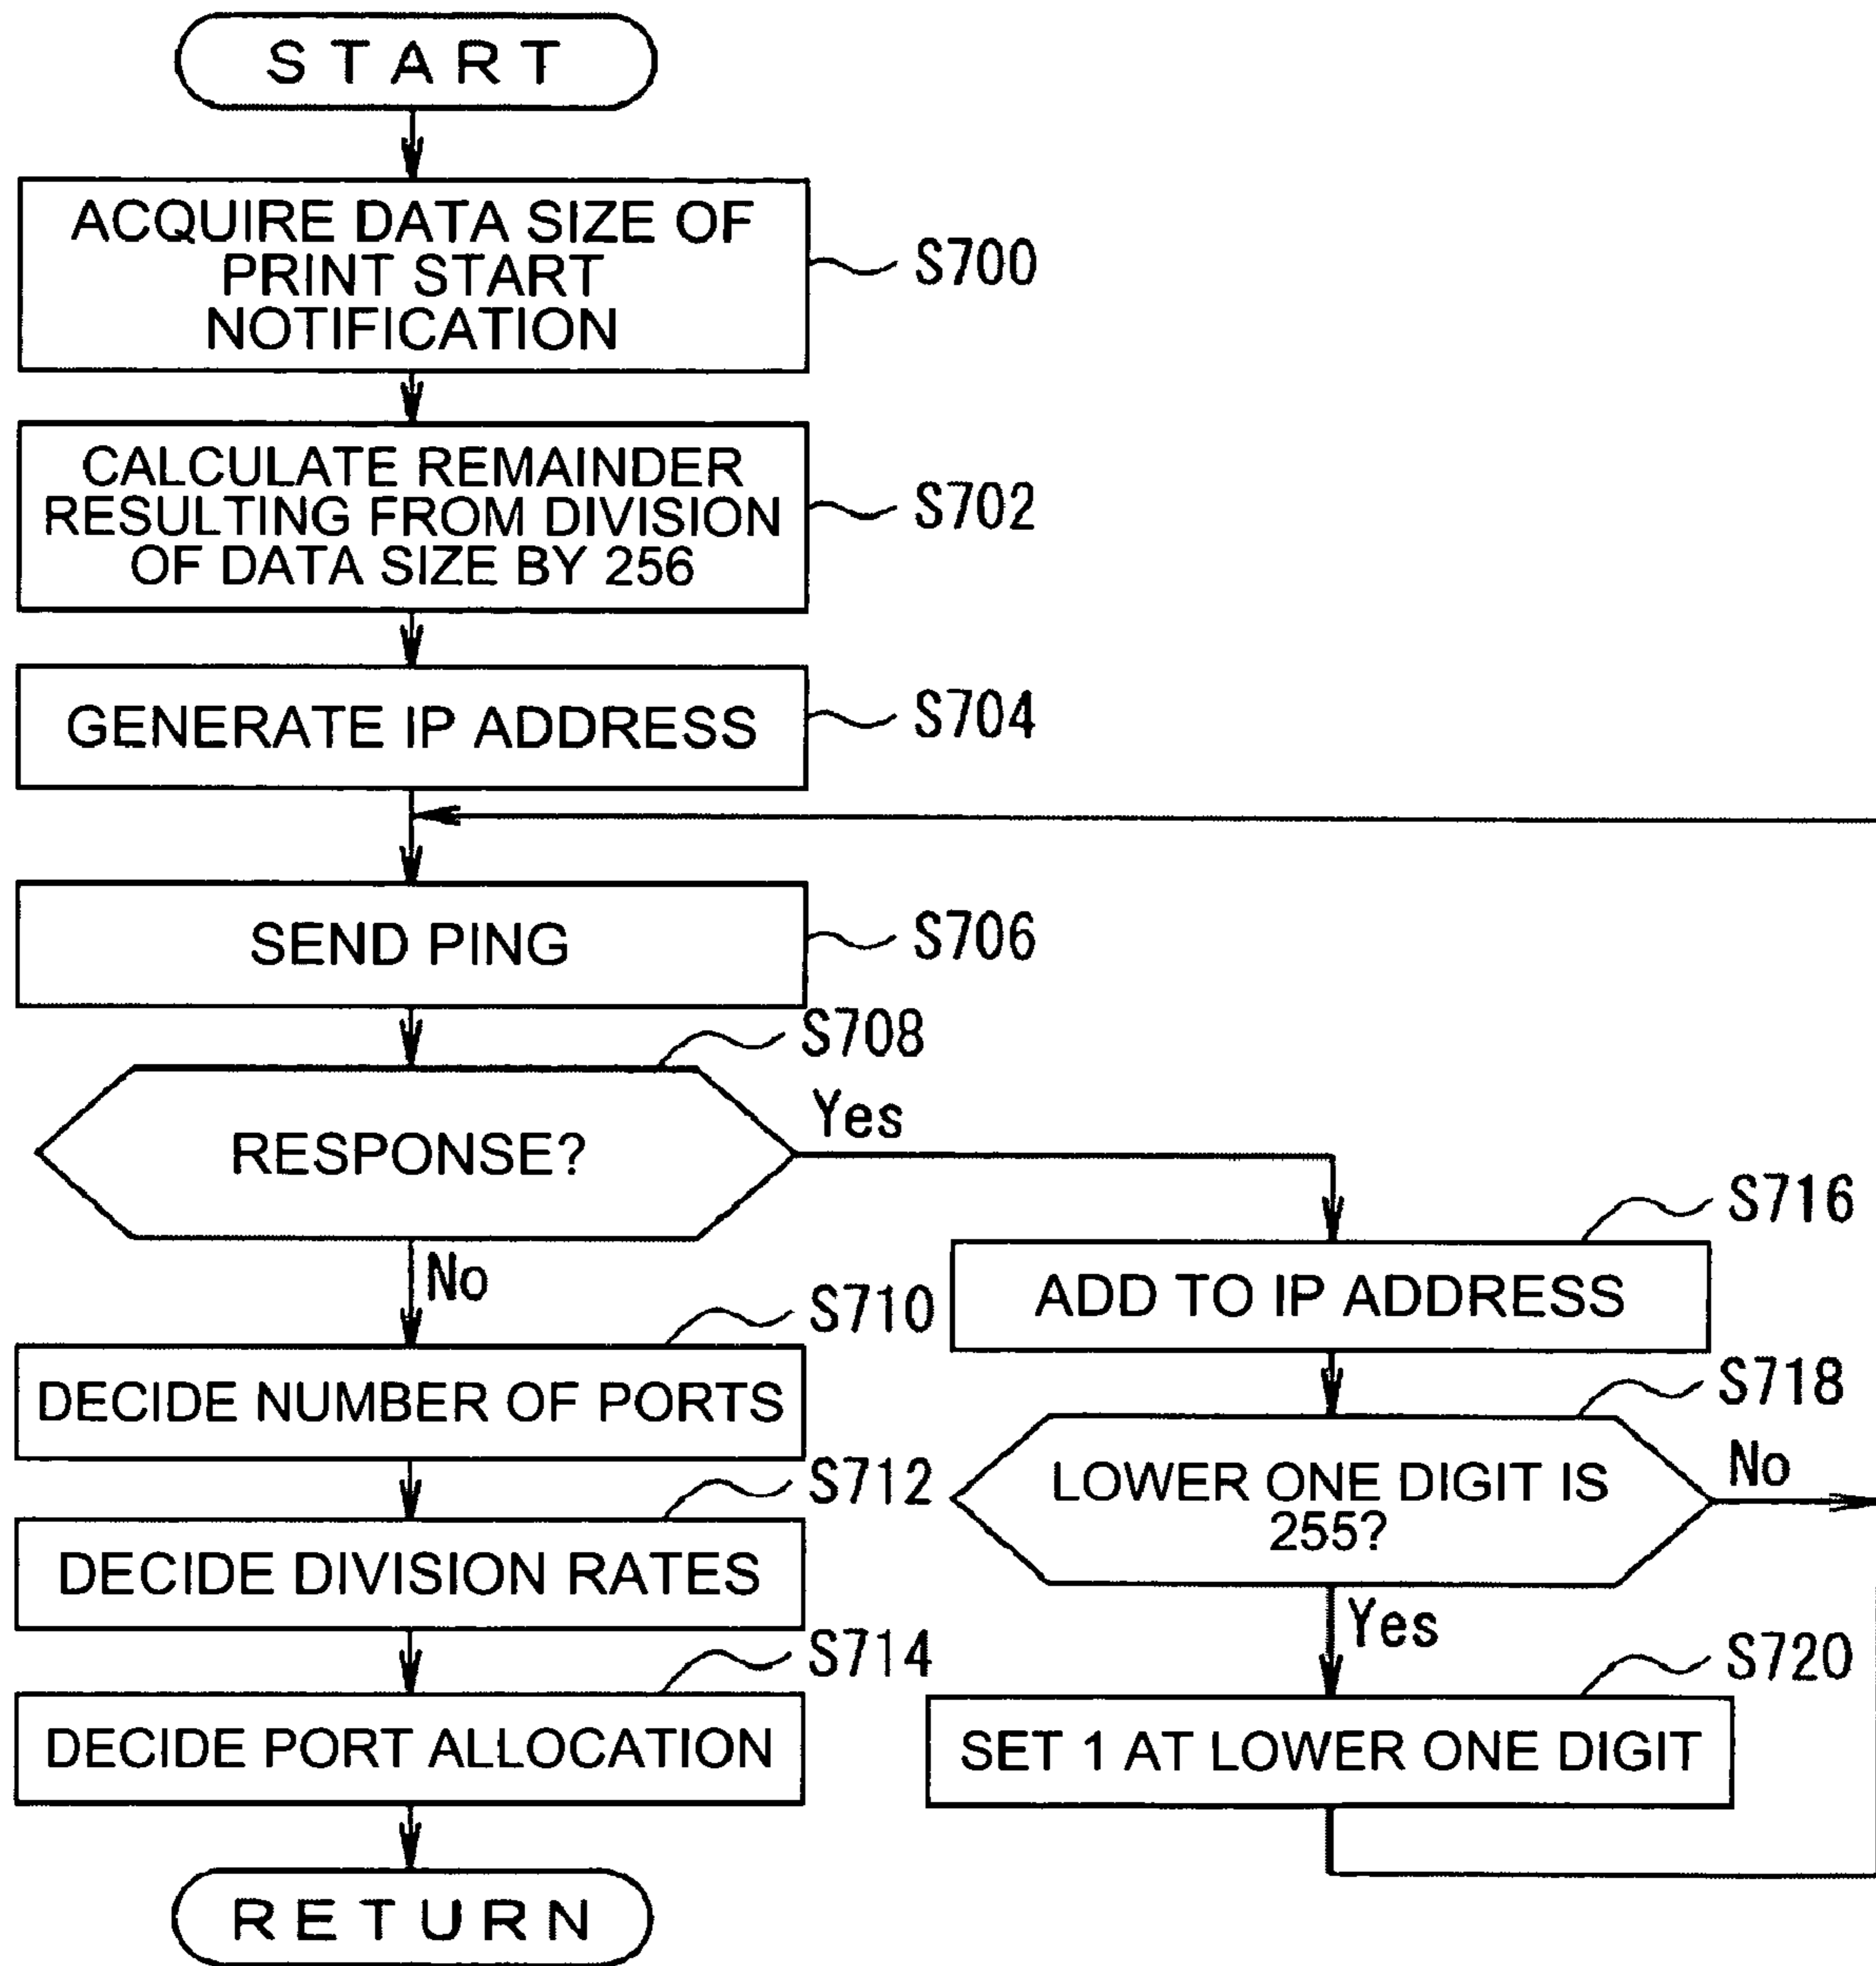 START
ACQUIRE DATA SIZE OF
PRINT START
NOTIFICATION
S700
CALCULATE REMAINDER
RESULTING FROM DIVISION
OF DATA SIZE BY 256
S702
GENERATE IP ADDRESS
S704
SEND PING
S706
RESPONSE?
S708
Yes
No
DECIDE NUMBER OF PORTS
S710
DECIDE DIVISION RATES
S712
DECIDE PORT ALLOCATION
S714
RETURN
ADD TO IP ADDRESS
S716
LOWER ONE DIGIT IS
255?
S718
No
Yes
SET 1 AT LOWER ONE DIGIT
S720